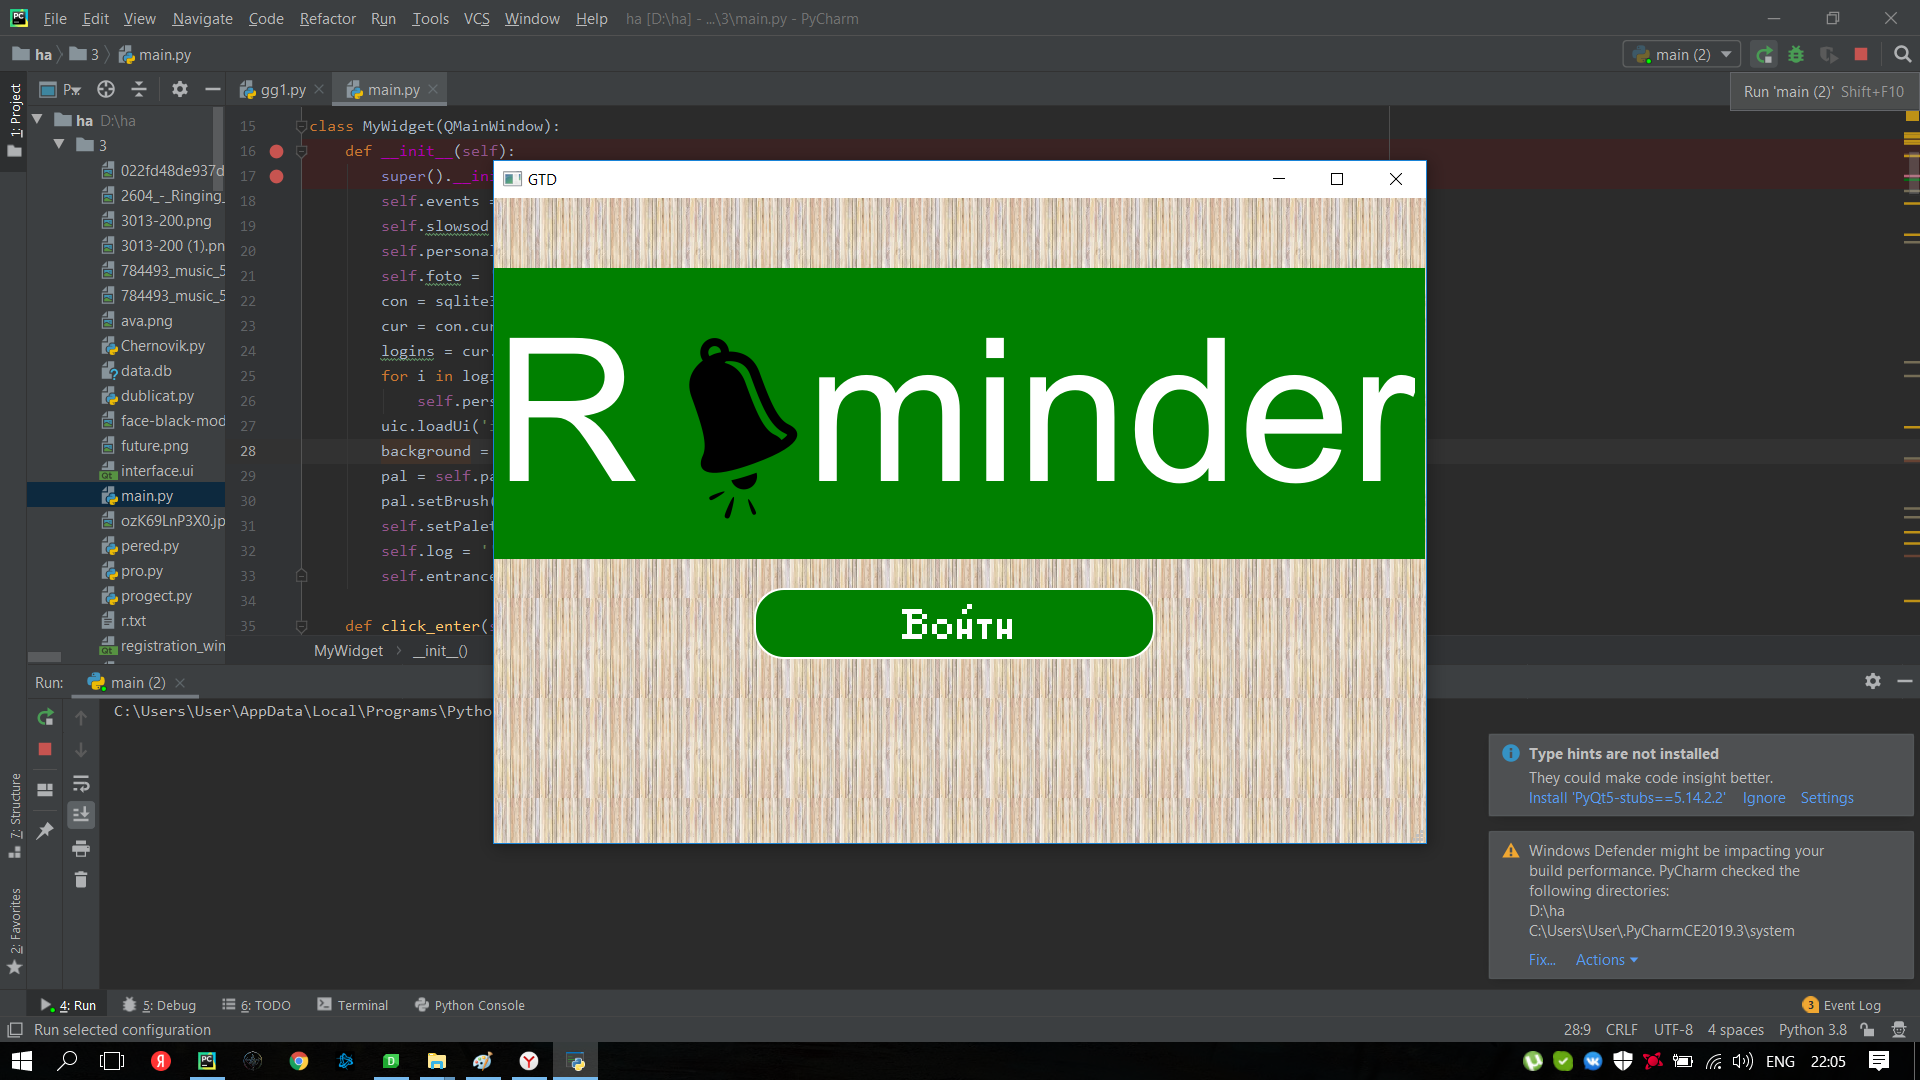 File Edit View Navigate Code Refactor Run Tools VCS Window Help ha [D:\ha] - ...\3\main.py - PyCharm
ha 3 main.py main (2)
Run 'main (2)' Shift+F10
1: Project
gg1.py main.py
ha D:\ha
3
022fd48de937d
2604_-_Ringing_
3013-200.png
3013-200 (1).pn
784493_music_5
784493_music_5
ava.png
Chernovik.py
data.db
dublicat.py
face-black-mod
future.png
interface.ui
main.py
ozK69LnP3X0.jp
pered.py
pro.py
progect.py
r.txt
registration_win
15 class MyWidget(QMainWindow):
16 def __init__(self):
17 super().__in
18 self.events =
19 self.slowsod
20 self.personal
21 self.foto =
22 con = sqlite3
23 cur = con.cur
24 logins = cur.
25 for i in logi
26 self.pers
27 uic.loadUi('
28 background =
29 pal = self.pa
30 pal.setBrush(
31 self.setPalet
32 self.log = '
33 self.entrance
34
35 def click_enter(
MyWidget __init__()
GTD
R minder
Войти
Run: main (2)
C:\Users\User\AppData\Local\Programs\Pytho
7: Structure
2: Favorites
Type hints are not installed
They could make code insight better.
Install 'PyQt5-stubs==5.14.2.2' Ignore Settings
Windows Defender might be impacting your
build performance. PyCharm checked the
following directories:
D:\ha
C:\Users\User\.PyCharmCE2019.3\system
Fix... Actions
4: Run 5: Debug 6: TODO Terminal Python Console 3 Event Log
Run selected configuration 28:9 CRLF UTF-8 4 spaces Python 3.8
ENG 22:05